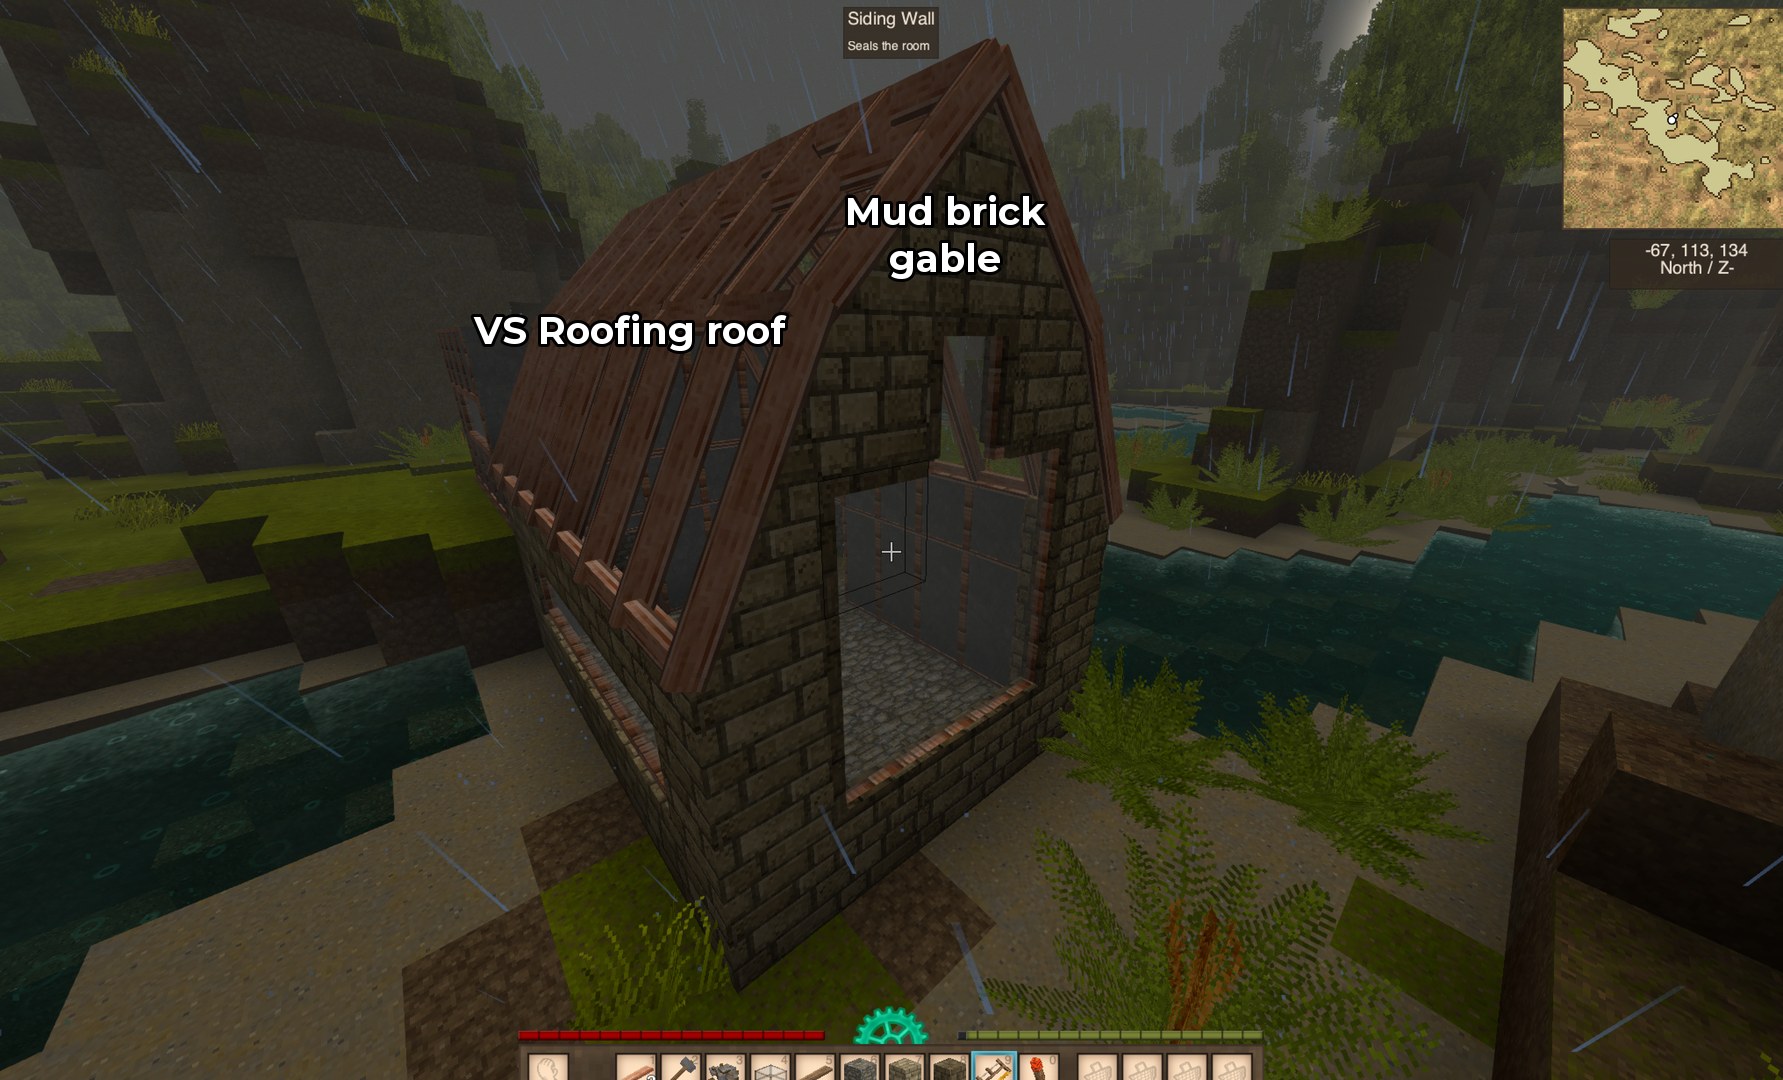 Siding Wall
Seals the room
-67, 113, 134
North / Z-
Mud brick
gable
VS Roofing roof